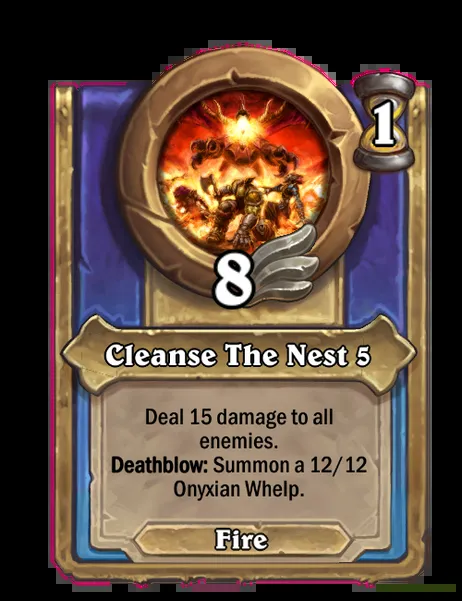 1
8
Cleanse The Nest 5
Deal 15 damage to all
enemies.
Deathblow: Summon a 12/12
Onyxian Whelp.
Fire